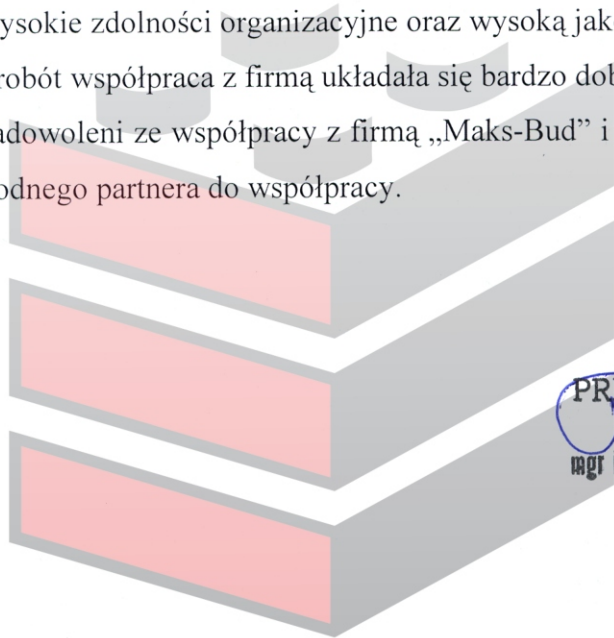 ysokie zdolności organizacyjne oraz wysoką jak
robót współpraca z firmą układała się bardzo dob
adowoleni ze współpracy z firmą „Maks-Bud” i
odnego partnera do współpracy.
PR
mgr